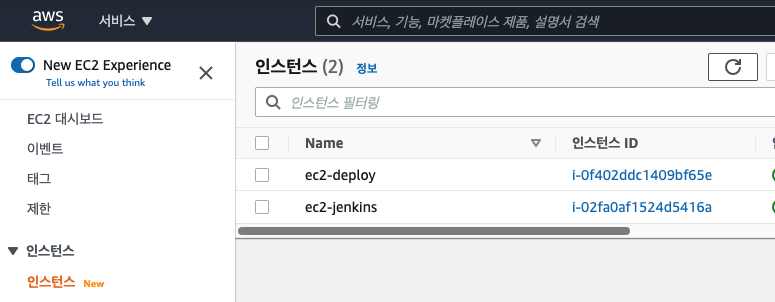 aws 서비스 ▼ 서비스, 기능, 마켓플레이스 제품, 설명서 검색
New EC2 Experience
Tell us what you think
EC2 대시보드
이벤트
태그
제한
▼ 인스턴스
인스턴스 New
인스턴스 (2) 정보
인스턴스 필터링
Name 인스턴스 ID
ec2-deploy i-0f402ddc1409bf65e
ec2-jenkins i-02fa0af1524d5416a